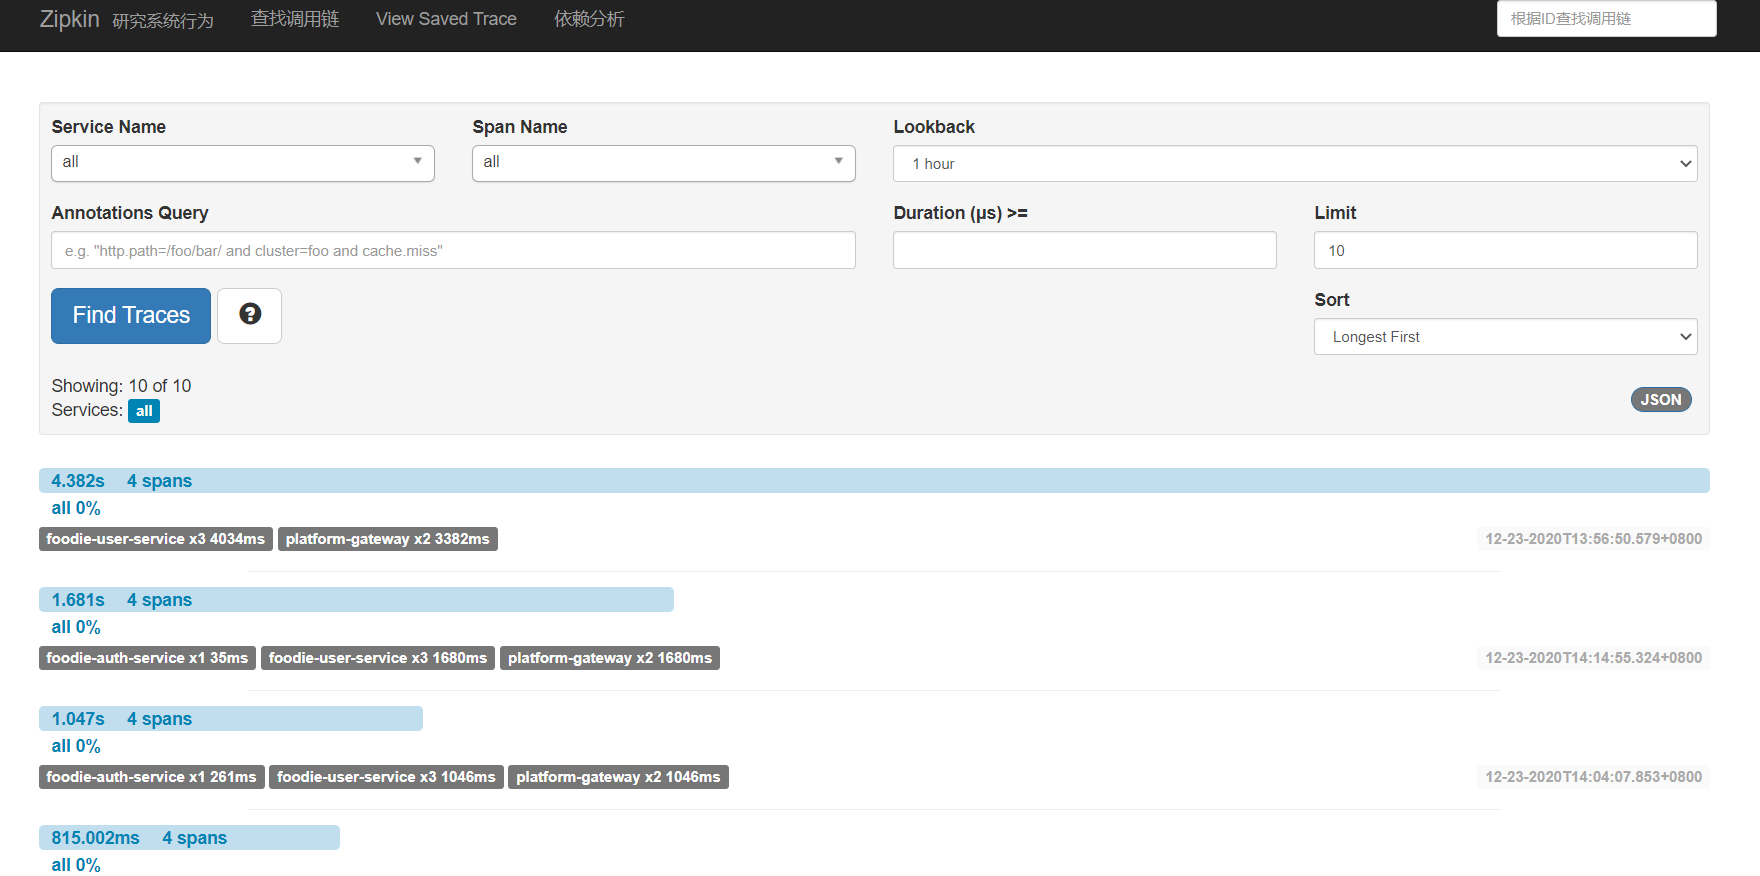 Zipkin 研究系统行为 查找调用链 View Saved Trace 依赖分析 根据ID查找调用链
Service Name Span Name Lookback
all all 1 hour
Annotations Query Duration (μs) >= Limit
e.g. "http.path=/foo/bar/ and cluster=foo and cache.miss" 10
Find Traces
Sort
Longest First
Showing: 10 of 10
Services: all
JSON
4.382s 4 spans
all 0%
foodie-user-service x3 4034ms platform-gateway x2 3382ms 12-23-2020T13:56:50.579+0800
1.681s 4 spans
all 0%
foodie-auth-service x1 35ms foodie-user-service x3 1680ms platform-gateway x2 1680ms 12-23-2020T14:14:55.324+0800
1.047s 4 spans
all 0%
foodie-auth-service x1 261ms foodie-user-service x3 1046ms platform-gateway x2 1046ms 12-23-2020T14:04:07.853+0800
815.002ms 4 spans
all 0%